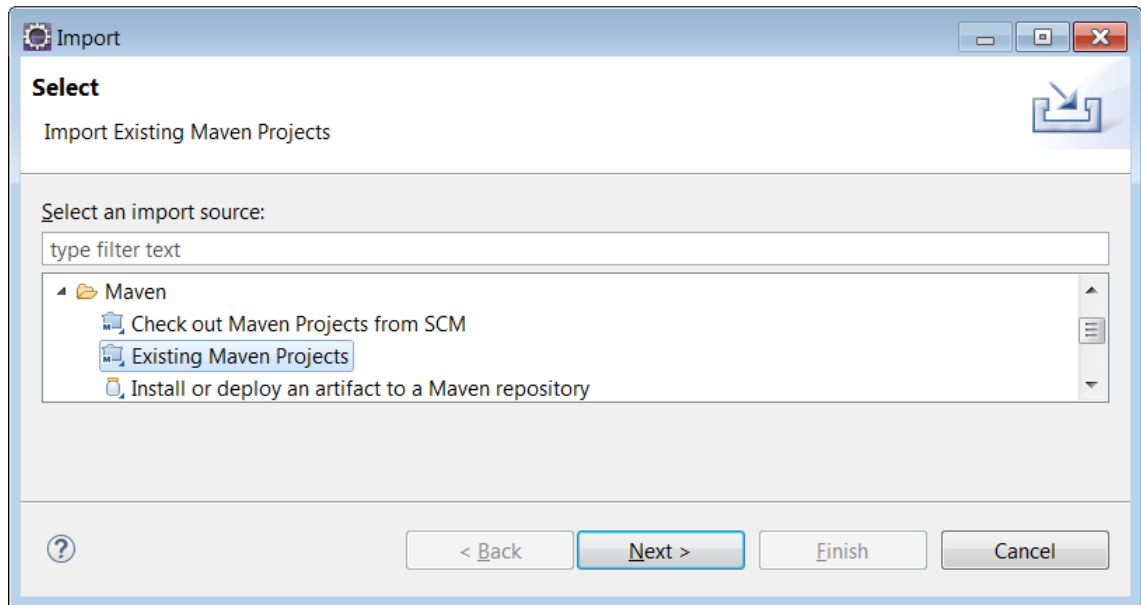 Import
Select
Import Existing Maven Projects
Select an import source:
type filter text
Maven
Check out Maven Projects from SCM
Existing Maven Projects
Install or deploy an artifact to a Maven repository
? < Back Next > Finish Cancel